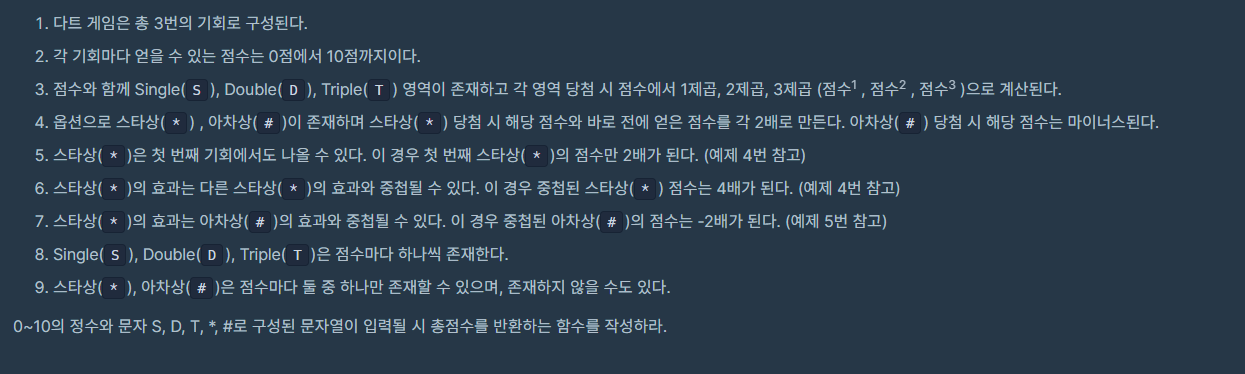 1. 다트 게임은 총 3번의 기회로 구성된다.
2. 각 기회마다 얻을 수 있는 점수는 0점에서 10점까지이다.
3. 점수와 함께 Single(S), Double(D), Triple(T) 영역이 존재하고 각 영역 당첨 시 점수에서 1제곱, 2제곱, 3제곱 (점수¹ , 점수² , 점수³ )으로 계산된다.
4. 옵션으로 스타상(*) , 아차상(#)이 존재하며 스타상(*) 당첨 시 해당 점수와 바로 전에 얻은 점수를 각 2배로 만든다. 아차상(#) 당첨 시 해당 점수는 마이너스된다.
5. 스타상(*)은 첫 번째 기회에서도 나올 수 있다. 이 경우 첫 번째 스타상(*)의 점수만 2배가 된다. (예제 4번 참고)
6. 스타상(*)의 효과는 다른 스타상(*)의 효과와 중첩될 수 있다. 이 경우 중첩된 스타상(*) 점수는 4배가 된다. (예제 4번 참고)
7. 스타상(*)의 효과는 아차상(#)의 효과와 중첩될 수 있다. 이 경우 중첩된 아차상(#)의 점수는 -2배가 된다. (예제 5번 참고)
8. Single(S), Double(D), Triple(T)은 점수마다 하나씩 존재한다.
9. 스타상(*), 아차상(#)은 점수마다 둘 중 하나만 존재할 수 있으며, 존재하지 않을 수도 있다.
0~10의 정수와 문자 S, D, T, *, #로 구성된 문자열이 입력될 시 총점수를 반환하는 함수를 작성하라.